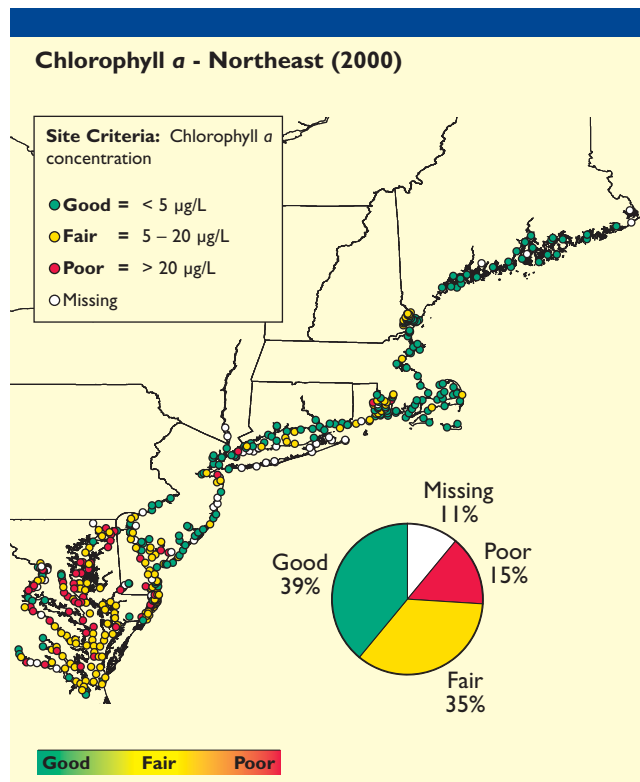 Chlorophyll a - Northeast (2000)
Site Criteria: Chlorophyll a
concentration
Good = < 5 µg/L
Fair = 5 – 20 µg/L
Poor = > 20 µg/L
Missing
Missing
11%
Poor
15%
Good
39%
Fair
35%
Good Fair Poor